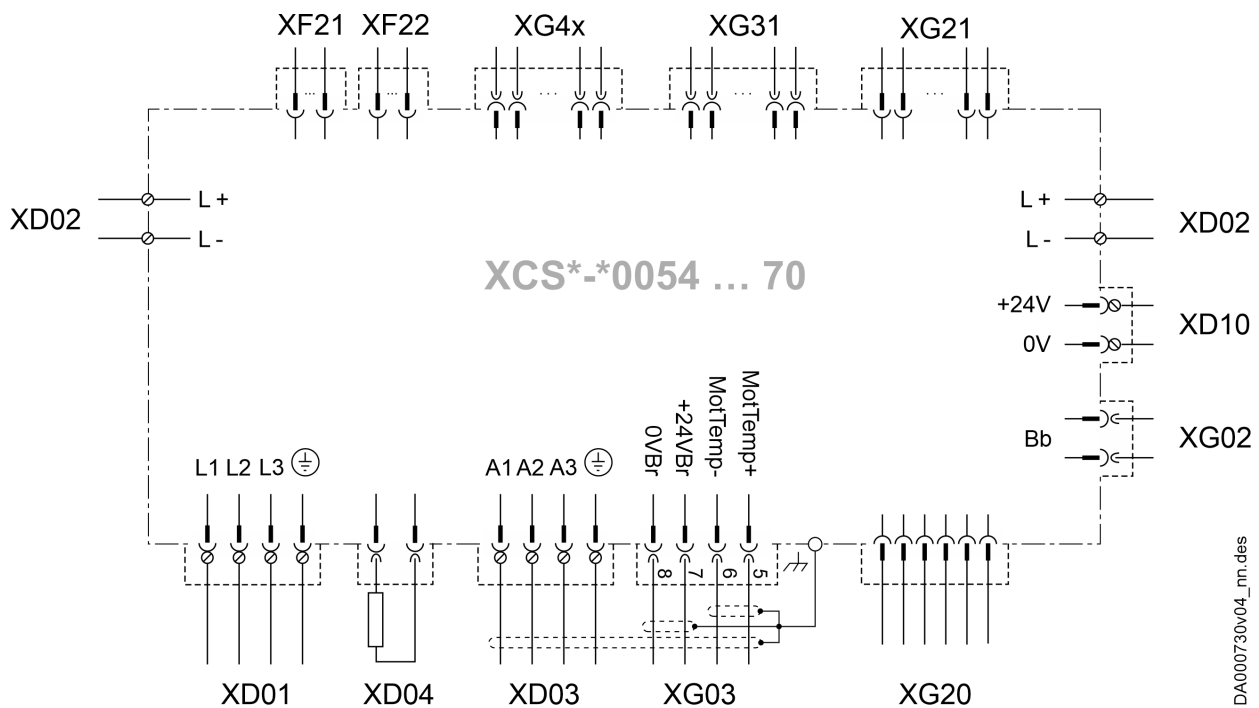 XF21 XF22 XG4x XG31 XG21
... ... ... ... ... ... ... ...
XD02 L + L + XD02
L - L -
XCS*-*0054 ... 70
+24V XD10
0V
Bb XG02
L1 L2 L3 A1 A2 A3 0VBr +24VBr MotTemp- MotTemp+
8 7 6 5
XD01 XD04 XD03 XG03 XG20
DA000730v04_nn.des